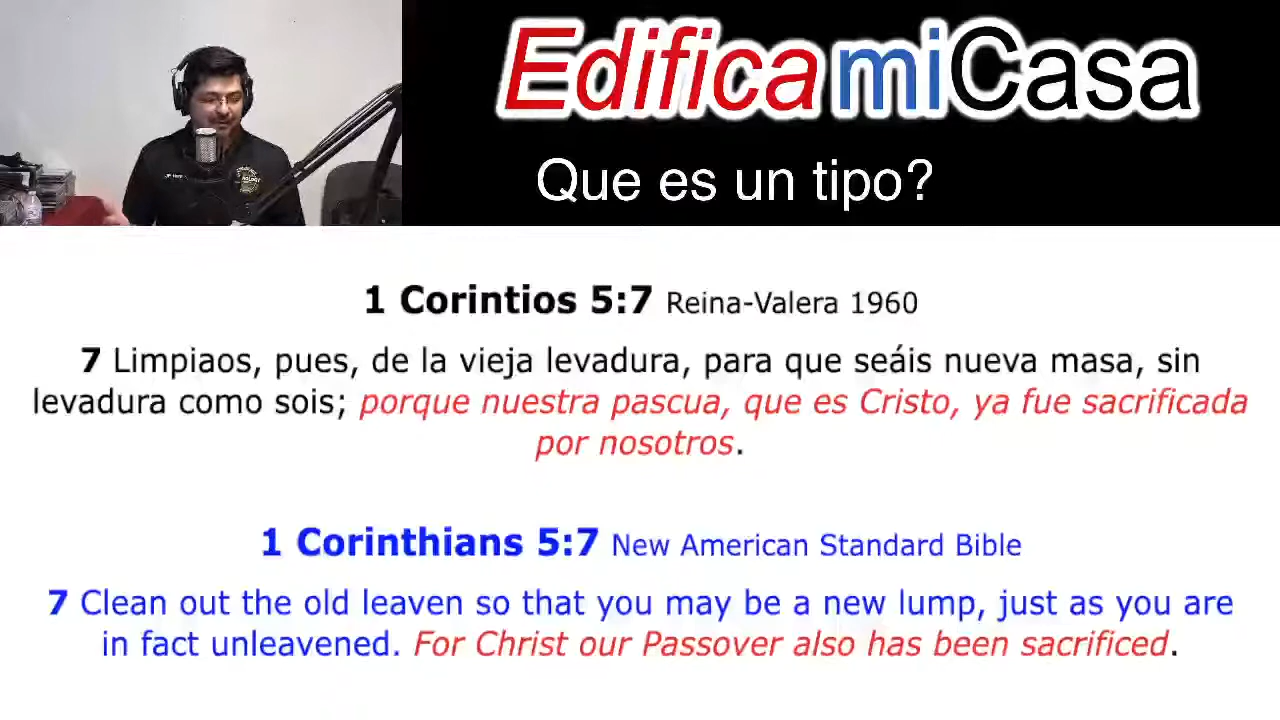 EdificamiCasa
Que es un tipo?
1 Corintios 5:7 Reina-Valera 1960
7 Limpiaos, pues, de la vieja levadura, para que seáis nueva masa, sin
levadura como sois; porque nuestra pascua, que es Cristo, ya fue sacrificada
por nosotros.
1 Corinthians 5:7 New American Standard Bible
7 Clean out the old leaven so that you may be a new lump, just as you are
in fact unleavened. For Christ our Passover also has been sacrificed.